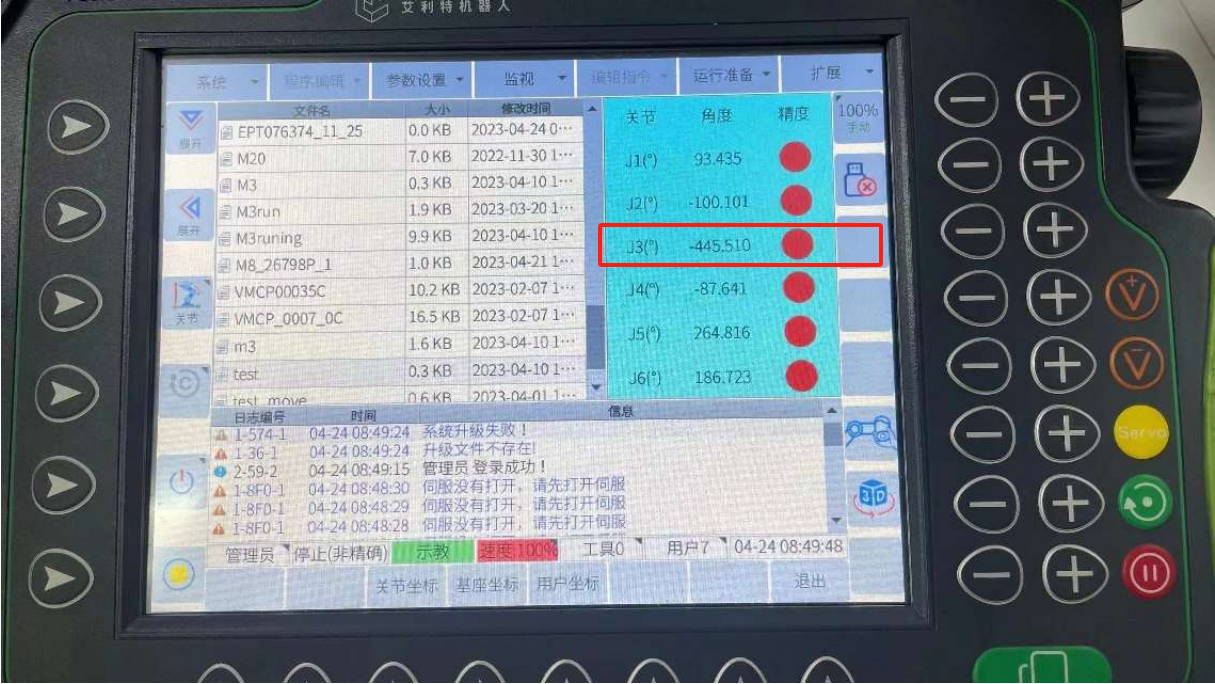 艾利特机器人
系统 程序编辑 参数设置 监视 编辑指令 运行准备 扩展
文件名 大小 修改时间
关节 角度 精度
100%
手动
展开
EPT076374_11_25 0.0 KB 2023-04-24 0···
M20 7.0 KB 2022-11-30 1···
J1(°) 93.435
M3 0.3 KB 2023-04-10 1···
M3run 1.9 KB 2023-03-20 1···
J2(°) -100.101
展开
M3runing 9.9 KB 2023-04-10 1···
J3(°) -445.510
M8_26798P_1 1.0 KB 2023-04-21 1···
VMCP00035C 10.2 KB 2023-02-07 1···
J4(°) -87.641
关节
VMCP_0007_0C 16.5 KB 2023-02-07 1···
J5(°) 264.816
m3 1.6 KB 2023-04-10 1···
test 0.3 KB 2023-04-10 1···
J6(°) 186.723
test_move 0.6 KB 2023-04-01 1···
日志编号 时间 信息
1-574-1 04-24 08:49:24 系统升级失败！
1-36-1 04-24 08:49:24 升级文件不存在!
2-59-2 04-24 08:49:15 管理员 登录成功！
1-8F0-1 04-24 08:48:30 伺服没有打开，请先打开伺服
1-8F0-1 04-24 08:48:29 伺服没有打开，请先打开伺服
1-8F0-1 04-24 08:48:28 伺服没有打开，请先打开伺服
管理员 停止(非精确) 示教 速度:100% 工具0 用户7 04-24 08:49:48
关节坐标 基座坐标 用户坐标 退出
3D
V+
V-
Servo